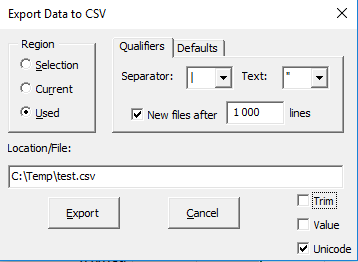 Export Data to CSV
Region
Selection
Current
Used
Qualifiers Defaults
Separator: | Text: "
New files after 1 000 lines
Location/File:
C:\Temp\test.csv
Export Cancel
Trim
Value
Unicode